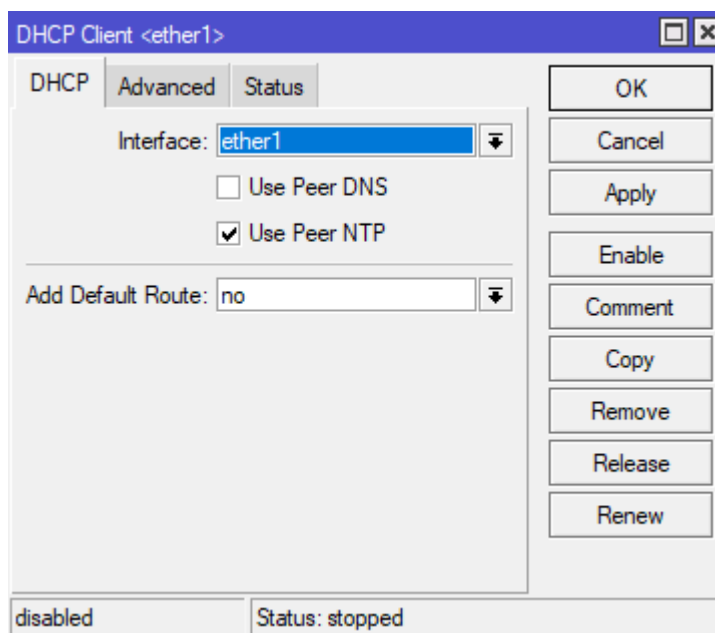 DHCP Client <ether1>
DHCP Advanced Status
Interface: ether1
Use Peer DNS
Use Peer NTP
Add Default Route: no
OK
Cancel
Apply
Enable
Comment
Copy
Remove
Release
Renew
disabled Status: stopped